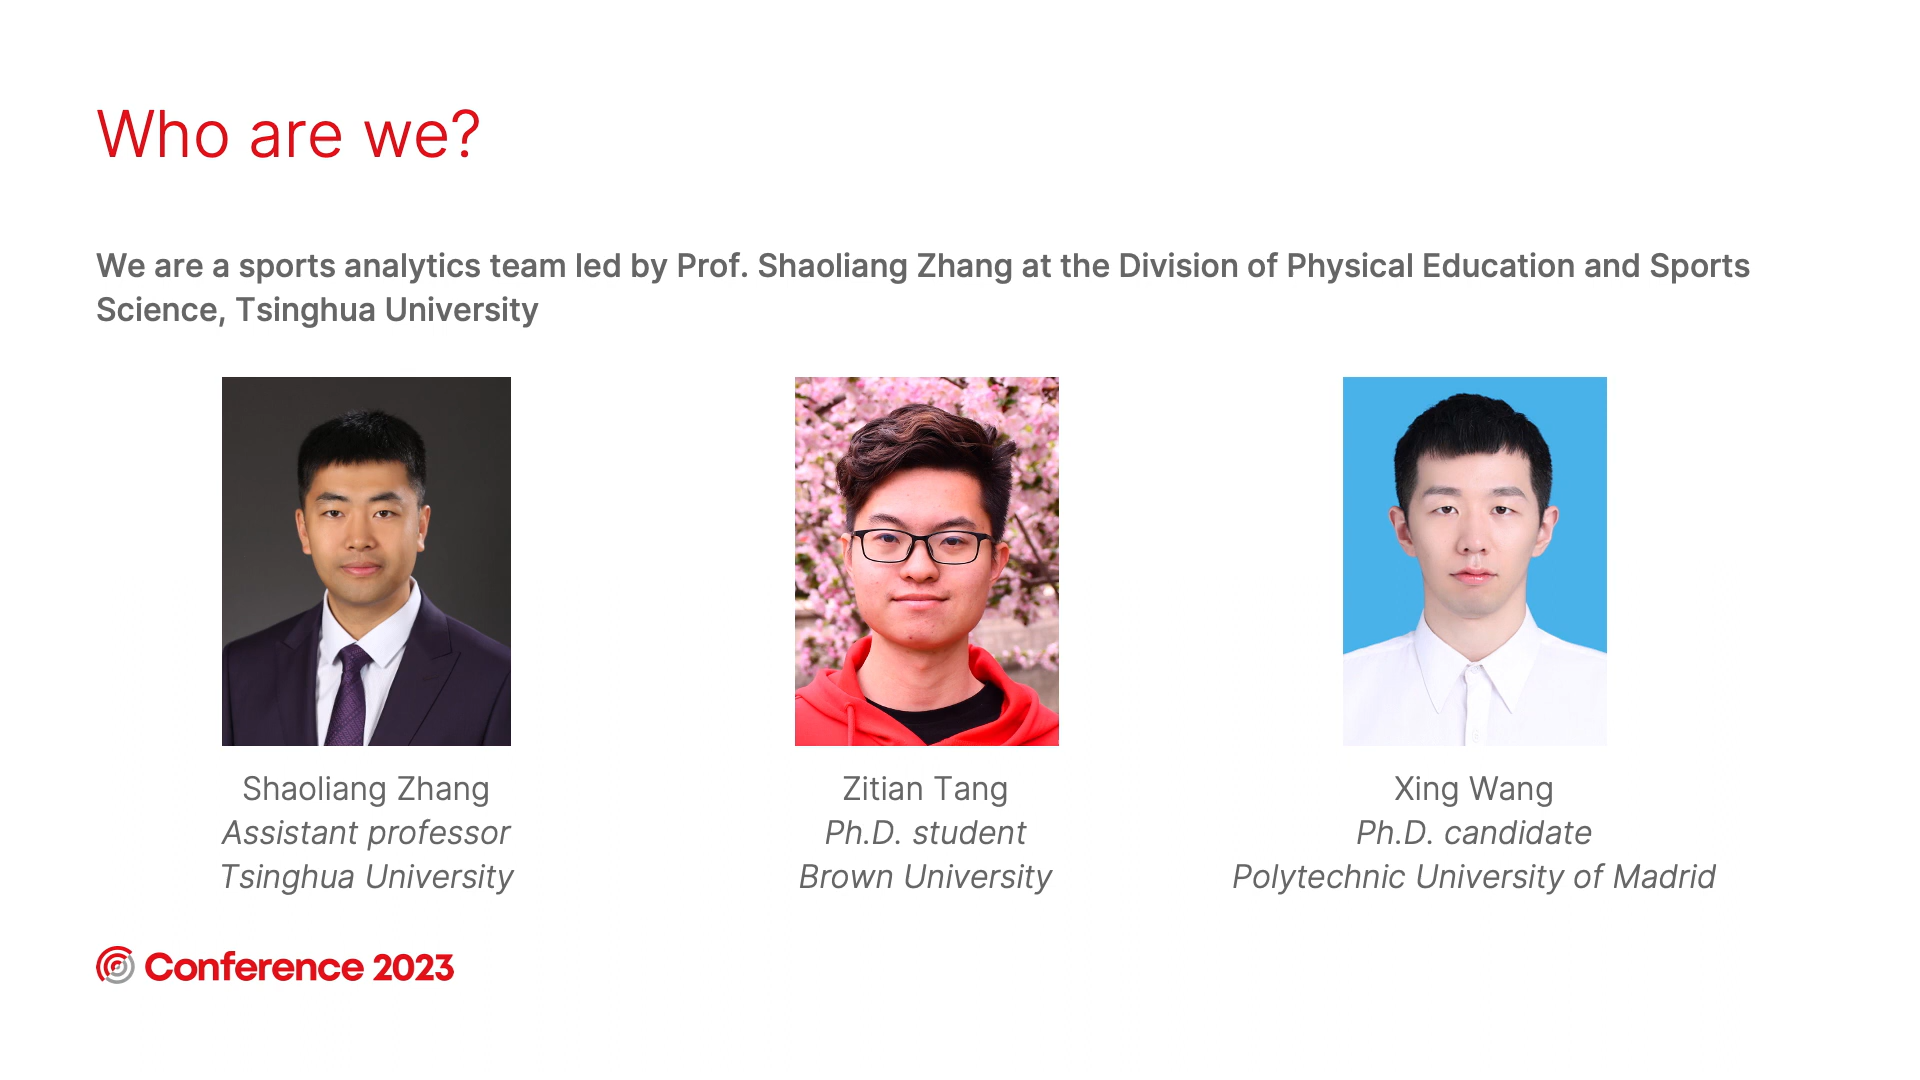 Who are we?
We are a sports analytics team led by Prof. Shaoliang Zhang at the Division of Physical Education and Sports
Science, Tsinghua University
Shaoliang Zhang
Assistant professor
Tsinghua University
Zitian Tang
Ph.D. student
Brown University
Xing Wang
Ph.D. candidate
Polytechnic University of Madrid
Conference 2023